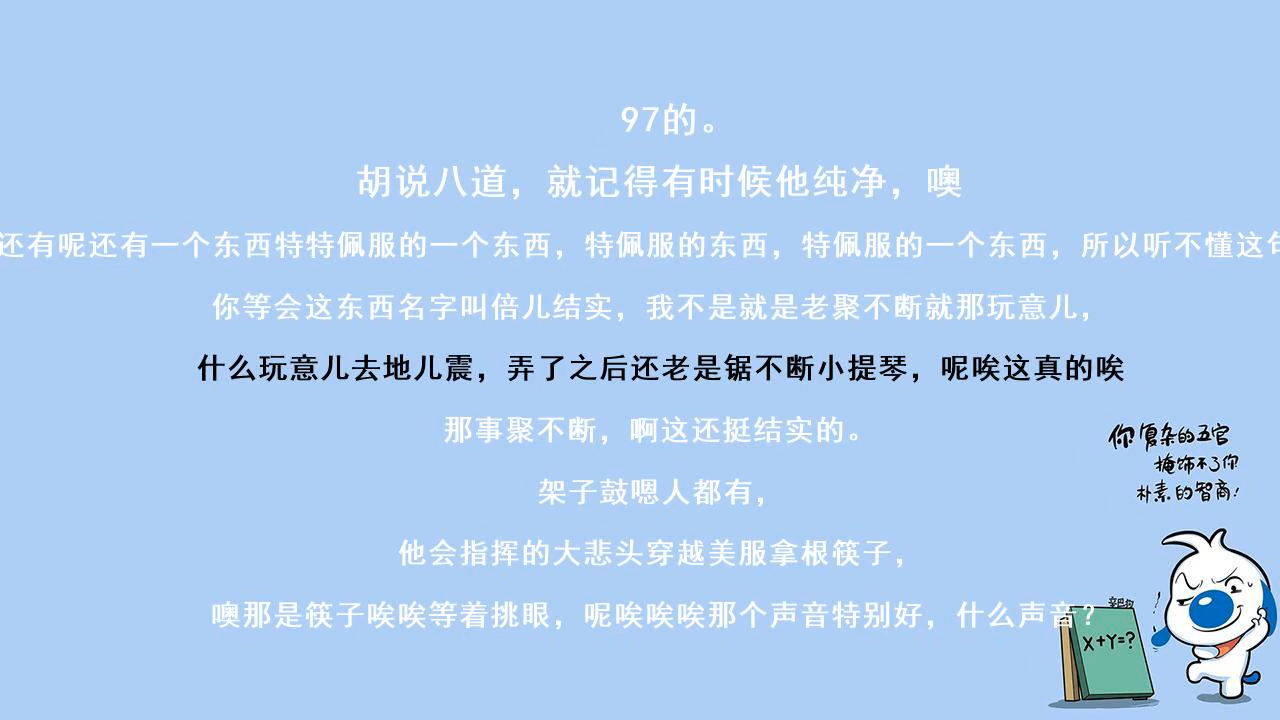 97的。
胡说八道，就记得有时候他纯净，噢
还有呢还有一个东西特特佩服的一个东西，特佩服的东西，特佩服的一个东西，所以听不懂这句
你等会这东西名字叫倍儿结实，我不是就是老聚不断就那玩意儿，
什么玩意儿去地儿震，弄了之后还老是锯不断小提琴，呢唉这真的唉
那事聚不断，啊这还挺结实的。
架子鼓嗯人都有，
他会指挥的大悲头穿越美服拿根筷子，
噢那是筷子唉唉等着挑眼，呢唉唉唉那个声音特别好，什么声音？
你复杂的五官
掩饰不了你
朴素的智商！
X+Y=?